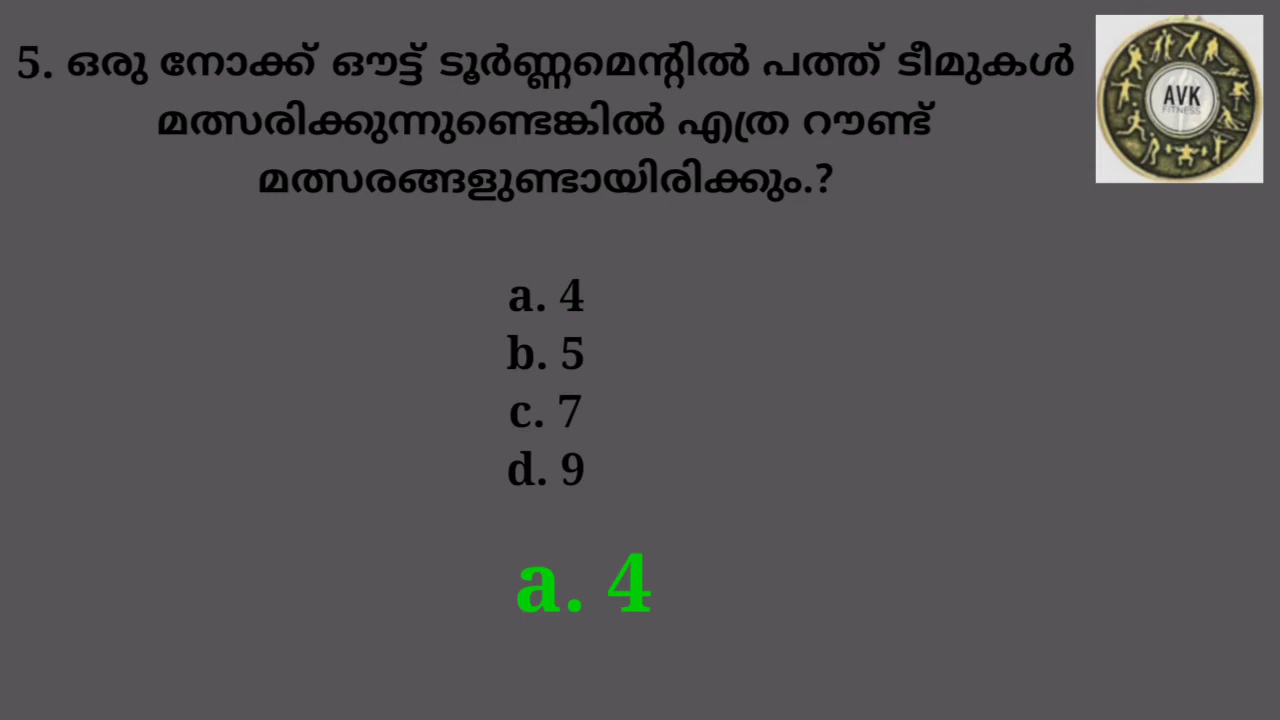 5. ഒരു നോക്ക് ഔട്ട് ടൂർണ്ണമെന്റിൽ പത്ത് ടീമുകൾ
മത്സരിക്കുന്നുണ്ടെങ്കിൽ എത്ര റൗണ്ട്
മത്സരങ്ങളുണ്ടായിരിക്കും.?
AVK
FITNESS
a. 4
b. 5
c. 7
d. 9
a. 4